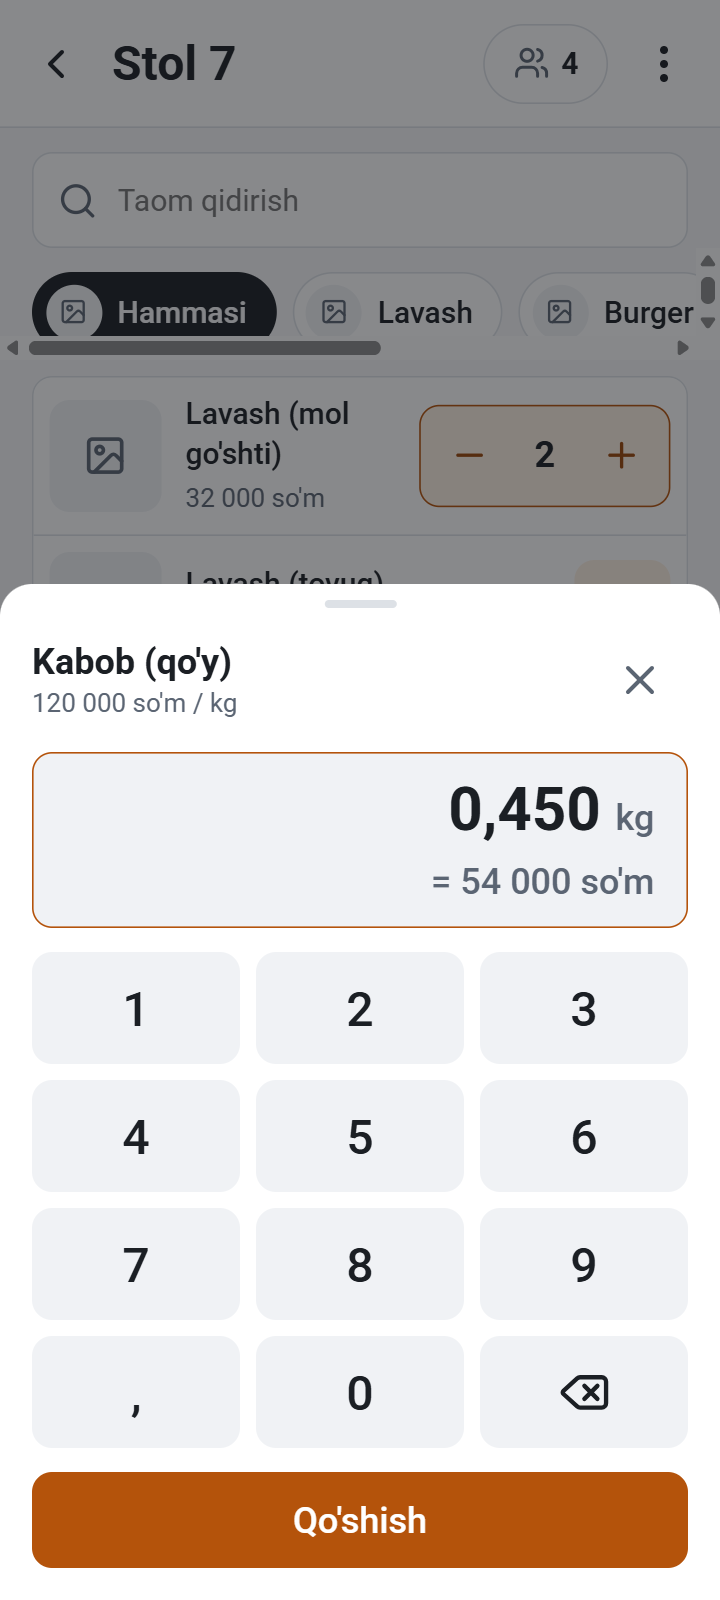 Stol 7
4
Taom qidirish
Hammasi
Lavash
Burger
Lavash (mol
go'shti)
32 000 so'm
2
Lavash (tovuq)
Kabob (qo'y)
120 000 so'm / kg
0,450 kg
= 54 000 so'm
1 2 3
4 5 6
7 8 9
, 0
Qo'shish